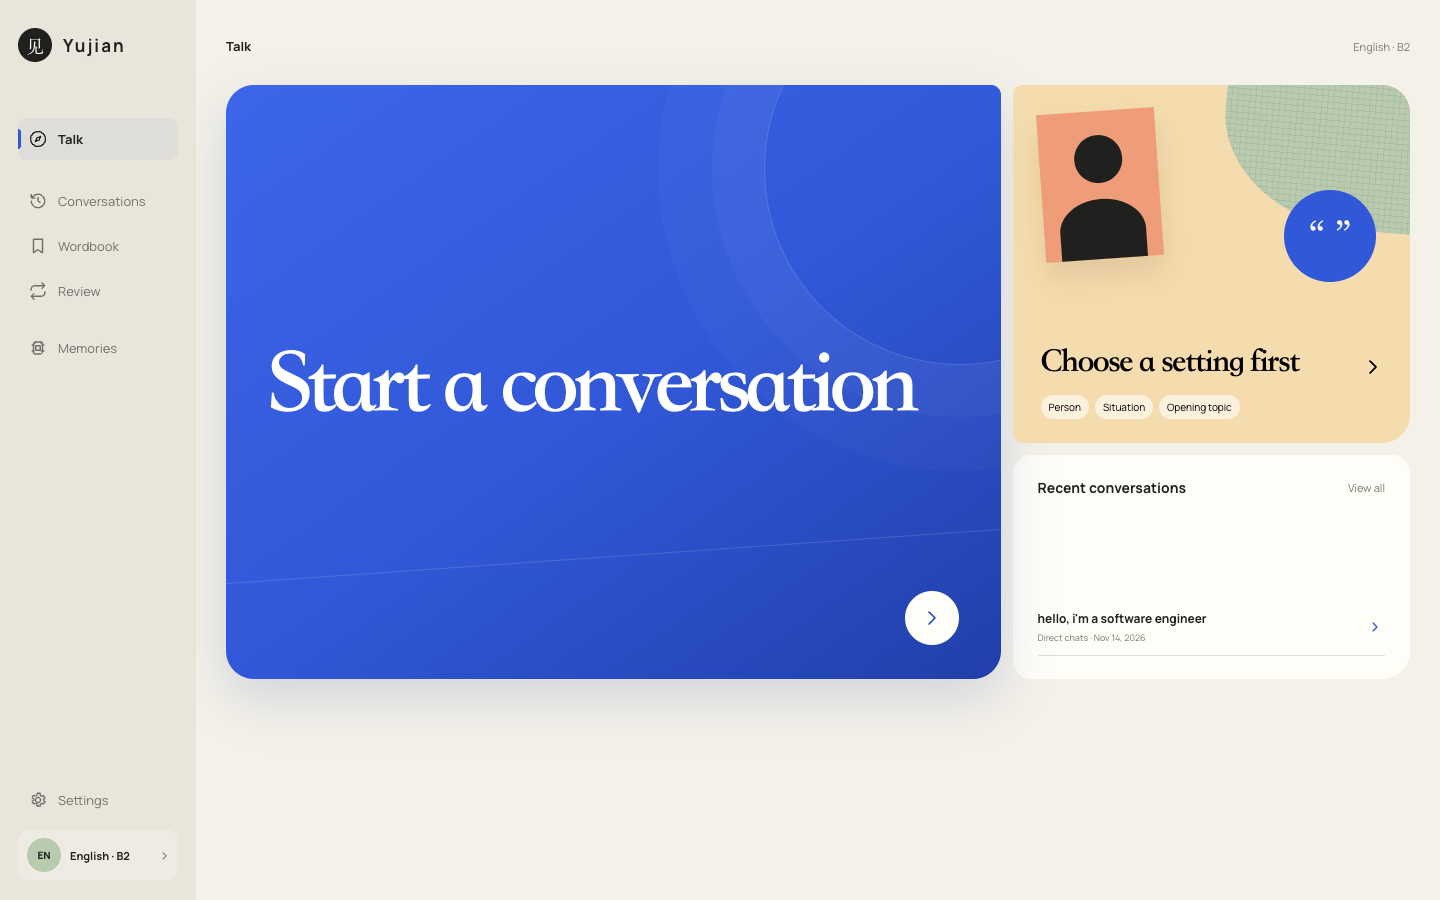 见 Yujian
Talk
Conversations
Wordbook
Review
Memories
Settings
EN English · B2
Talk
English · B2
Start a conversation
“ ”
Choose a setting first
Person Situation Opening topic
Recent conversations
View all
hello, i'm a software engineer
Direct chats · Nov 14, 2026